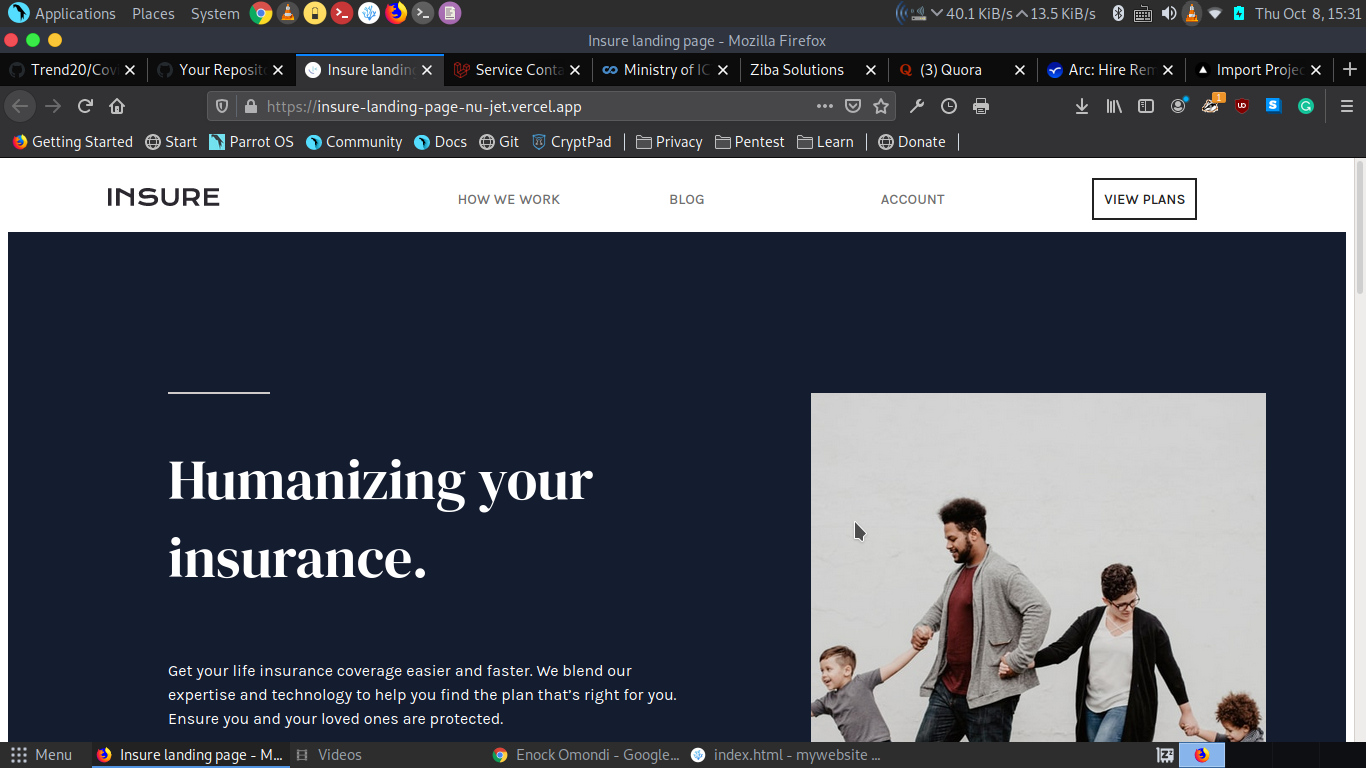 Applications Places System 40.1 KiB/s 13.5 KiB/s Thu Oct 8, 15:31
Insure landing page - Mozilla Firefox
Trend20/Cov Your Reposit Insure landing Service Conta Ministry of IC Ziba Solutions (3) Quora Arc: Hire Rem Import Projec
https://insure-landing-page-nu-jet.vercel.app 1
Getting Started Start Parrot OS Community Docs Git CryptPad Privacy Pentest Learn Donate
INSURE HOW WE WORK BLOG ACCOUNT VIEW PLANS
Humanizing your
insurance.
Get your life insurance coverage easier and faster. We blend our
expertise and technology to help you find the plan that’s right for you.
Ensure you and your loved ones are protected.
Menu Insure landing page - M... Videos Enock Omondi - Google... index.html - mywebsite ...